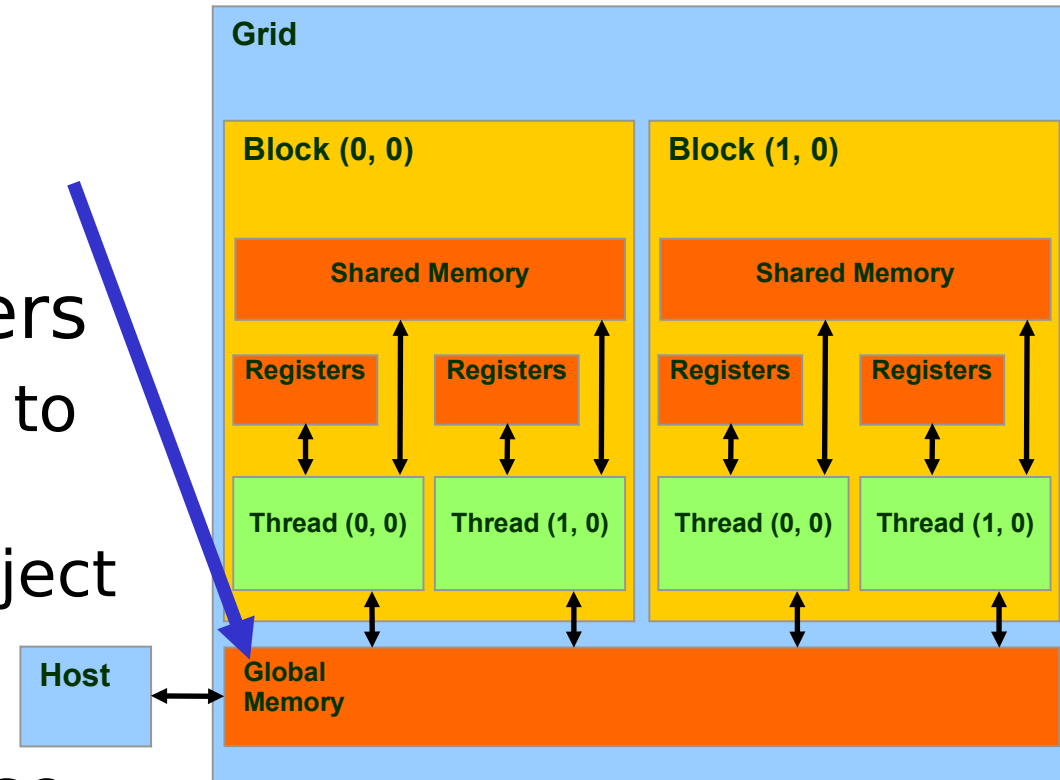 Grid
Block (0, 0)
Block (1, 0)
Shared Memory
Shared Memory
Registers
Registers
Registers
Registers
Thread (0, 0)
Thread (1, 0)
Thread (0, 0)
Thread (1, 0)
Global
Memory
Host
ers
to
ject